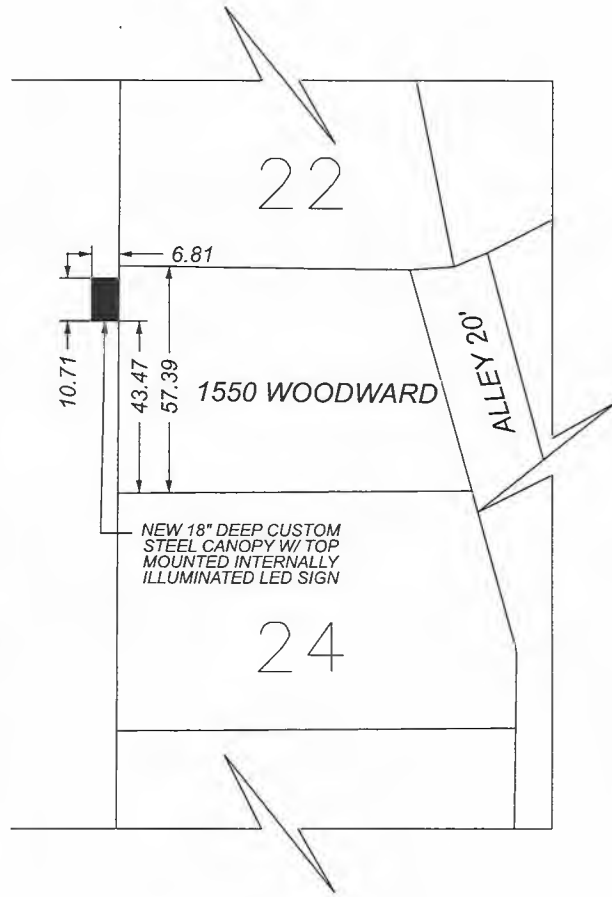 22
6.81
10.71
43.47
57.39
1550 WOODWARD
ALLEY 20'
NEW 18" DEEP CUSTOM
STEEL CANOPY W/ TOP
MOUNTED INTERNALLY
ILLUMINATED LED SIGN
24